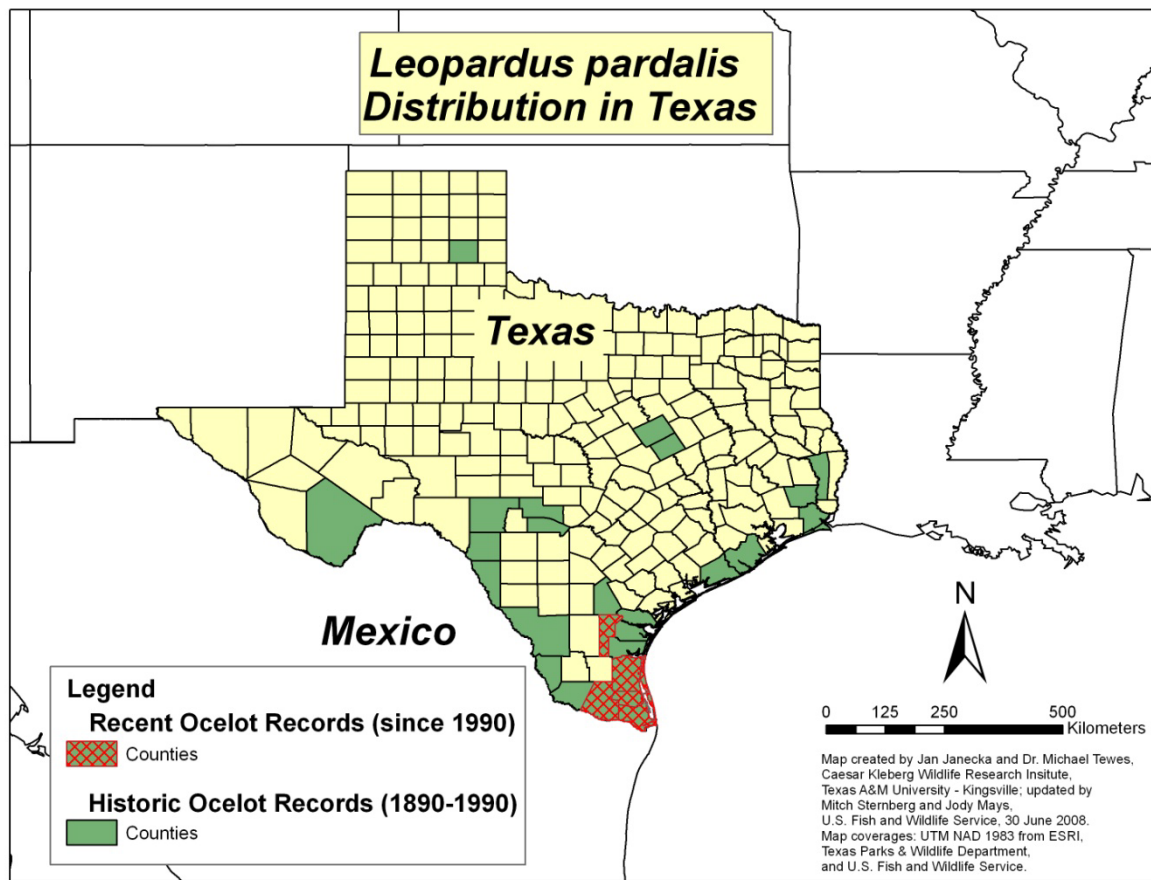 Leopardus pardalis
Distribution in Texas
Texas
Mexico
N
Legend
Recent Ocelot Records (since 1990)
Counties
Historic Ocelot Records (1890-1990)
Counties
0 125 250 500
Kilometers
Map created by Jan Janecka and Dr. Michael Tewes,
Caesar Kleberg Wildlife Research Insitute,
Texas A&M University - Kingsville; updated by
Mitch Sternberg and Jody Mays,
U.S. Fish and Wildlife Service, 30 June 2008.
Map coverages: UTM NAD 1983 from ESRI,
Texas Parks & Wildlife Department,
and U.S. Fish and Wildlife Service.